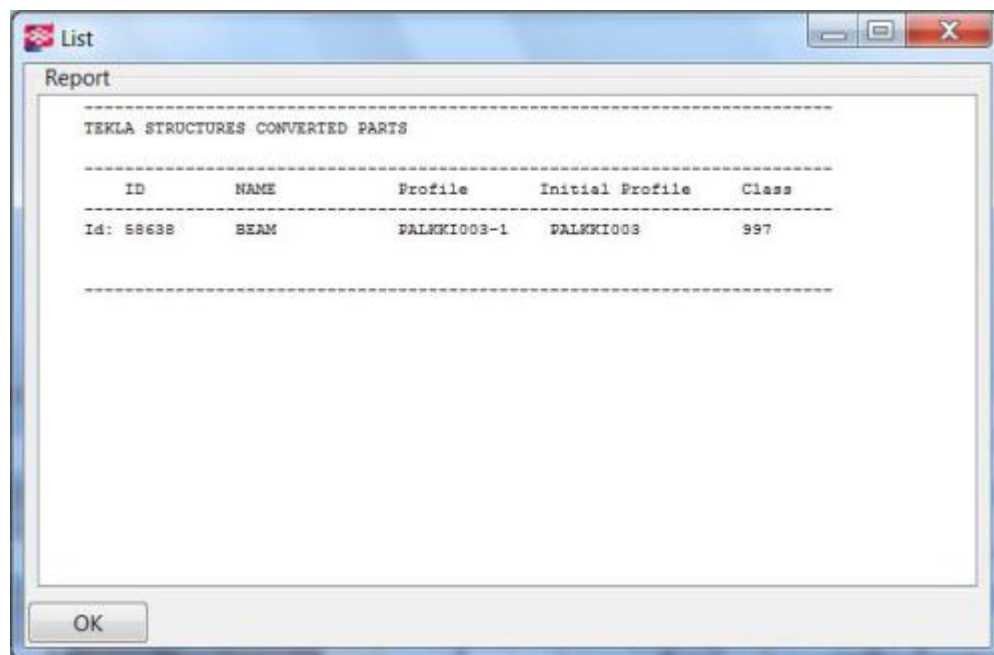 List
Report
--------------------------------------------------------------------------
TEKLA STRUCTURES CONVERTED PARTS
--------------------------------------------------------------------------
ID NAME Profile Initial Profile Class
--------------------------------------------------------------------------
Id: 58638 BEAM PALKKI003-1 PALKKI003 997
--------------------------------------------------------------------------
OK